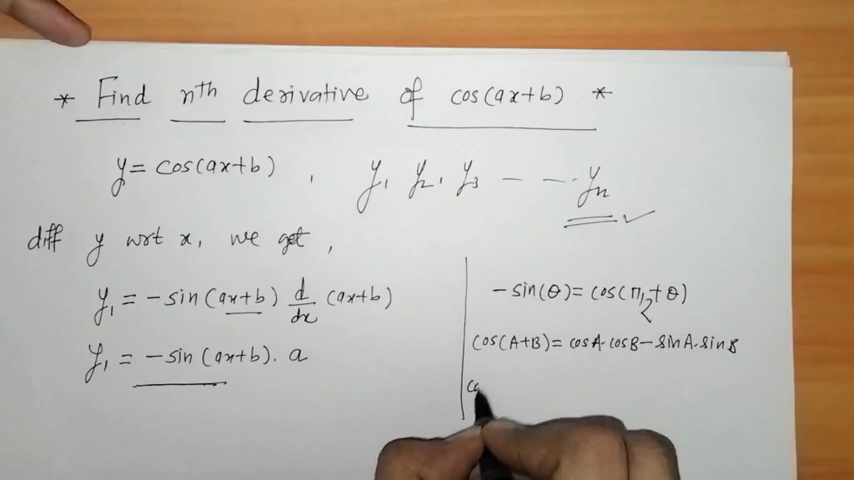 * Find nth derivative of cos(ax+b) *
y = cos(ax+b) , y₁ y₂, y₃ — — · yₙ ✓
diff y wrt x, we get,
y₁ = -sin(ax+b) d/dx (ax+b)
y₁ = -sin(ax+b). a
-sin(θ) = cos(π/2+θ)
cos(A+B) = cosA·cosB - sinA·sinB
co